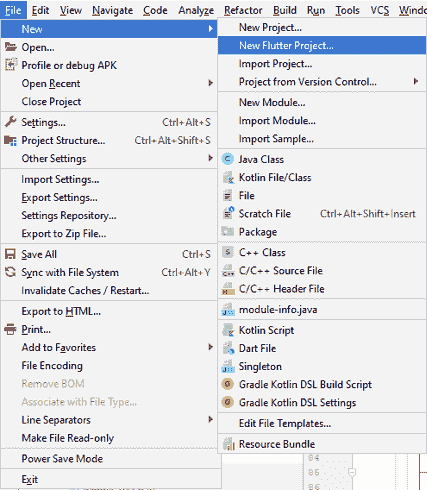 File Edit View Navigate Code Analyze Refactor Build Run Tools VCS Windo
New
Open...
Profile or debug APK
Open Recent
Close Project
Settings... Ctrl+Alt+S
Project Structure... Ctrl+Alt+Shift+S
Other Settings
Import Settings...
Export Settings...
Settings Repository...
Export to Zip File...
Save All Ctrl+S
Sync with File System Ctrl+Alt+Y
Invalidate Caches / Restart...
Export to HTML...
Print...
Add to Favorites
File Encoding
Remove BOM
Associate with File Type...
Line Separators
Make File Read-only
Power Save Mode
Exit
New Project...
New Flutter Project...
Import Project...
Project from Version Control...
New Module...
Import Module...
Import Sample...
Java Class
Kotlin File/Class
File
Scratch File Ctrl+Alt+Shift+Insert
Package
C++ Class
C/C++ Source File
C/C++ Header File
module-info.java
Kotlin Script
Dart File
Singleton
Gradle Kotlin DSL Build Script
Gradle Kotlin DSL Settings
Edit File Templates...
Resource Bundle
84
85
86